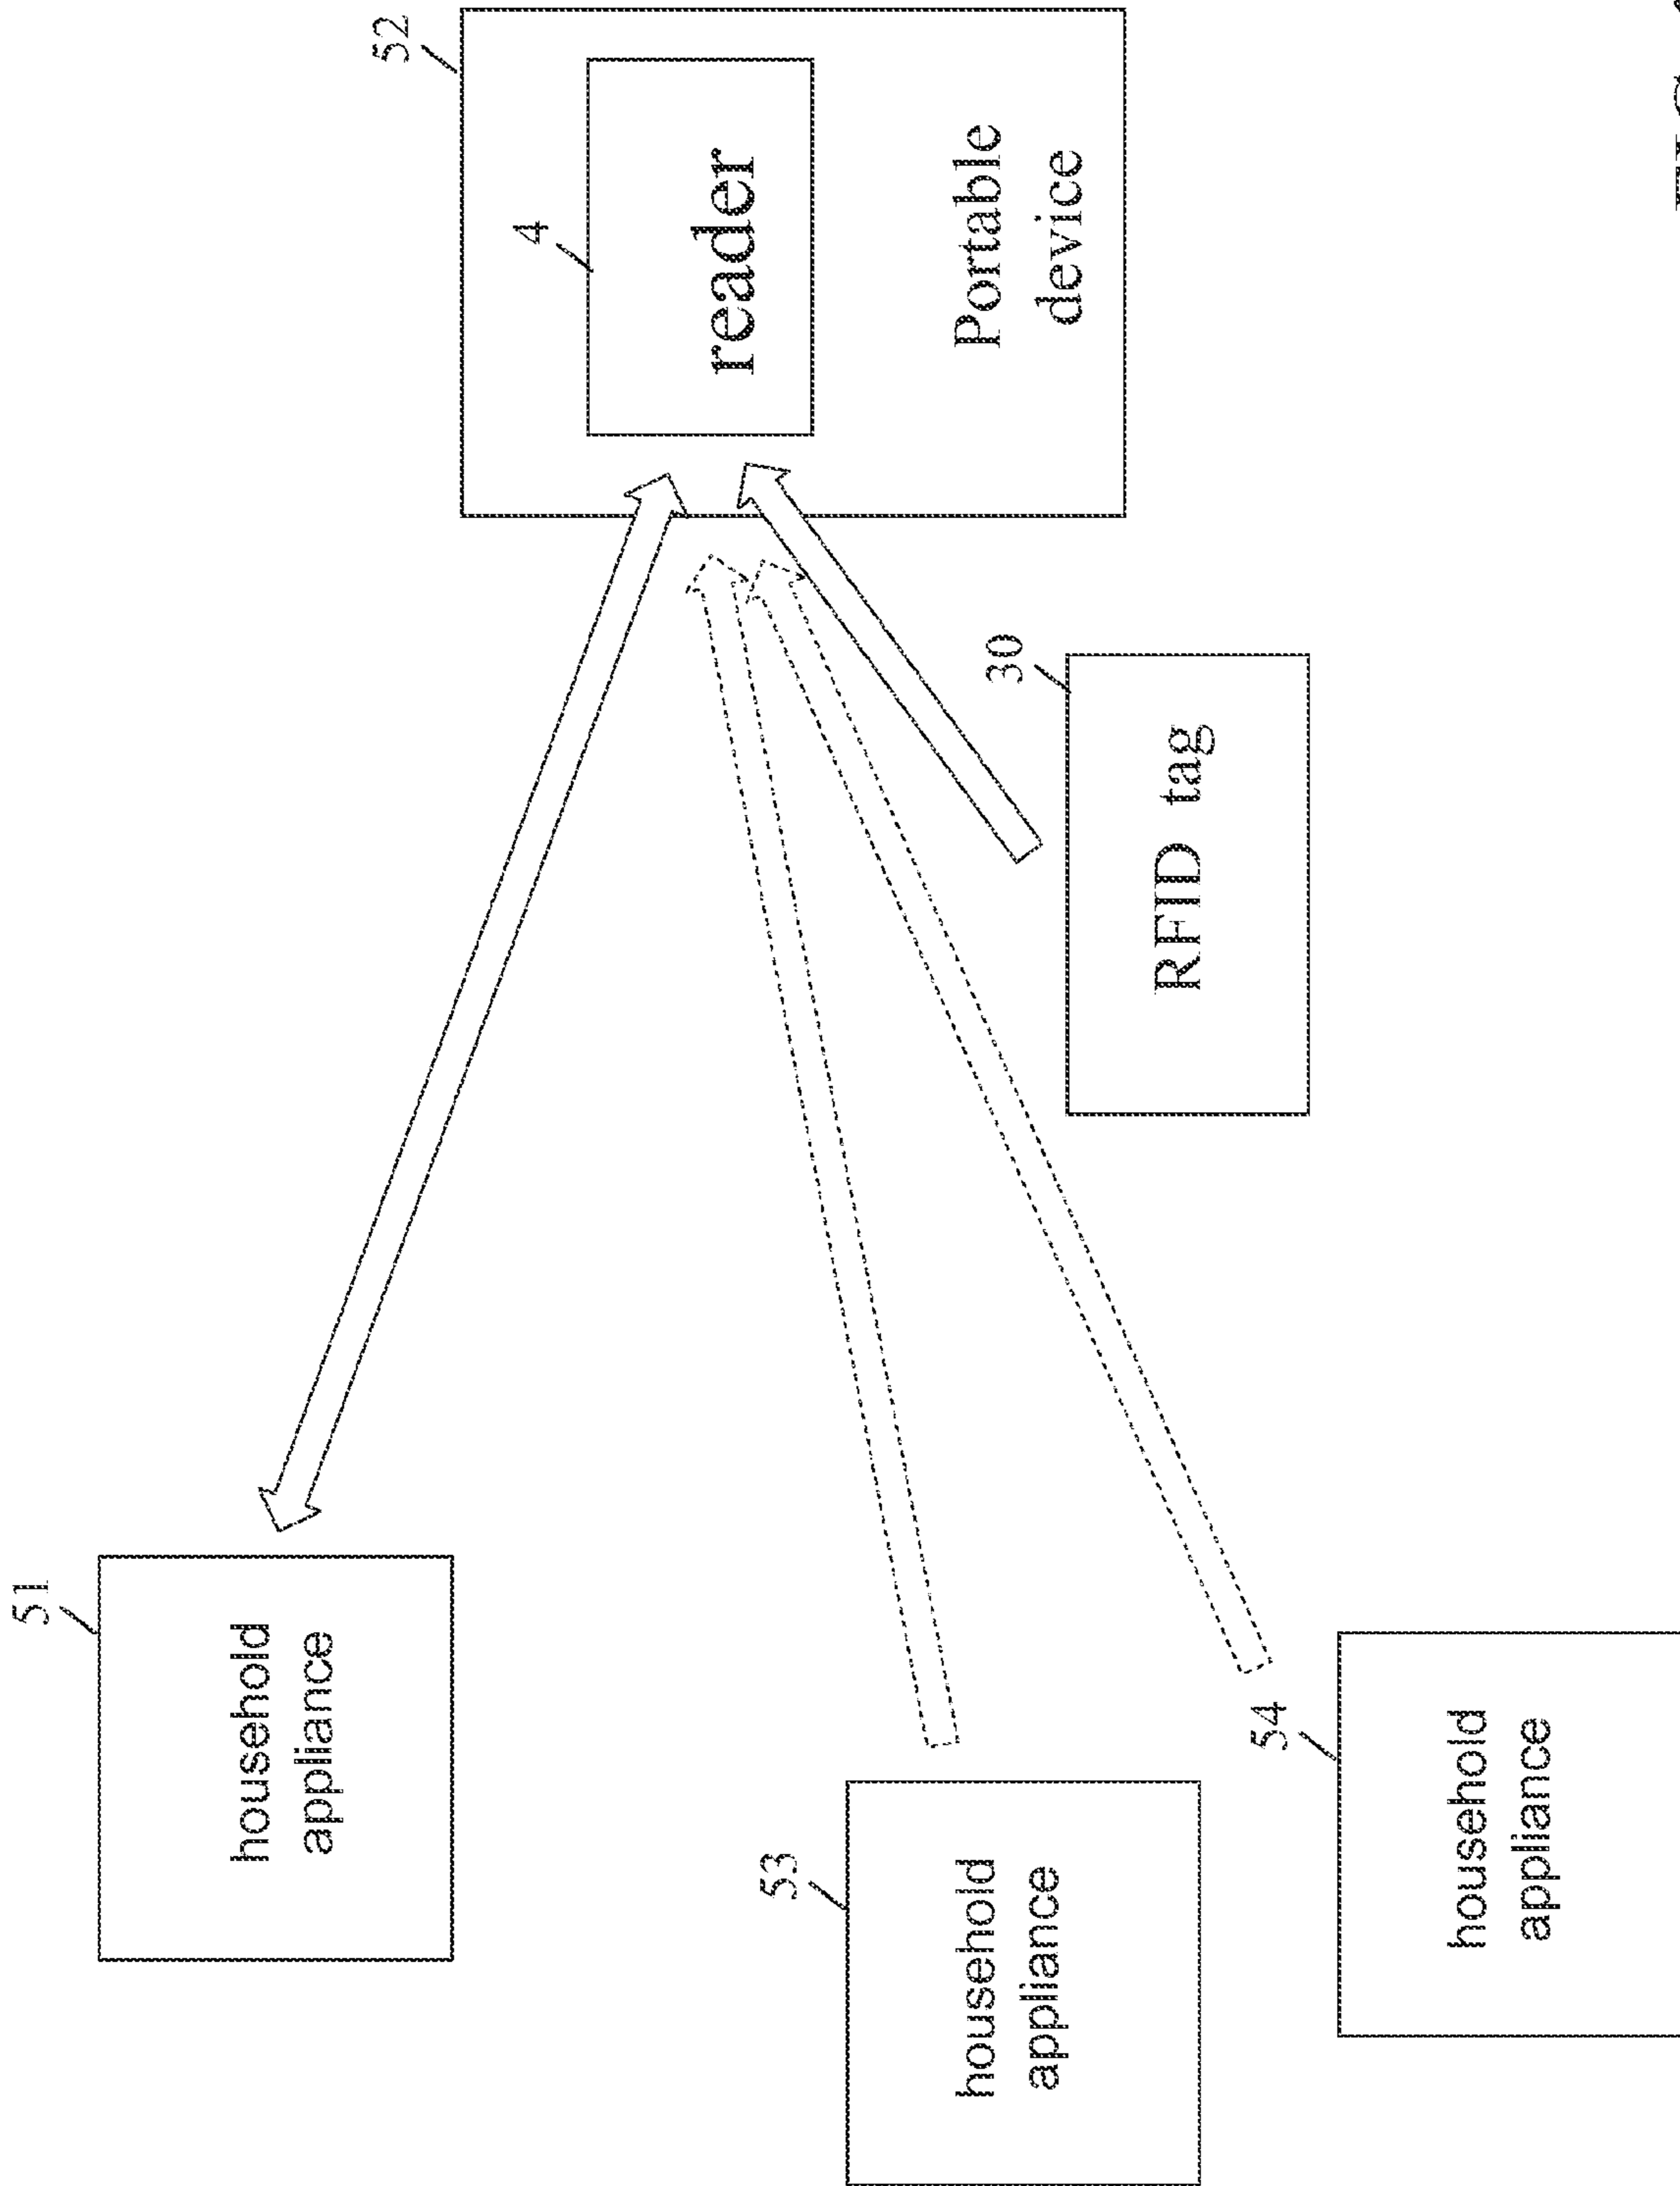 51
household
appliance
53
household
appliance
54
household
appliance
30
RFID tag
52
4
reader
Portable
device